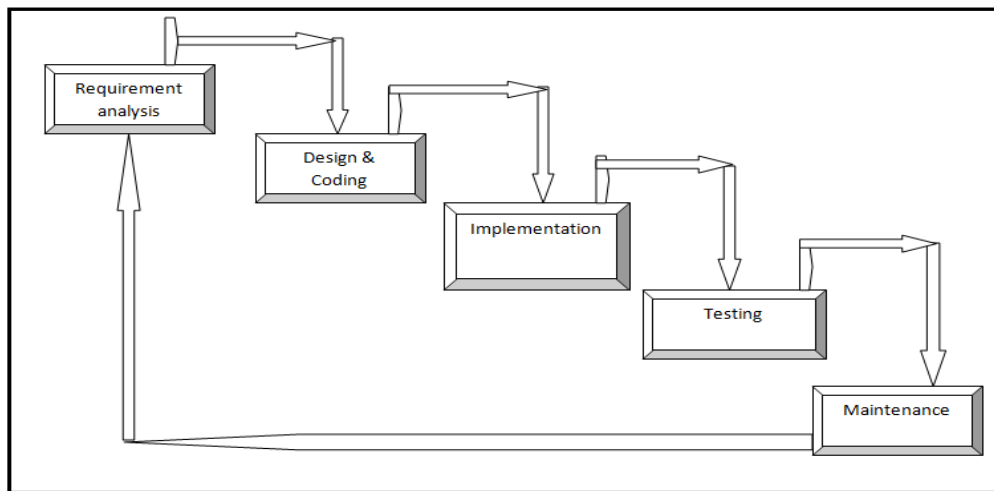 Requirement
analysis
Design &
Coding
Implementation
Testing
Maintenance